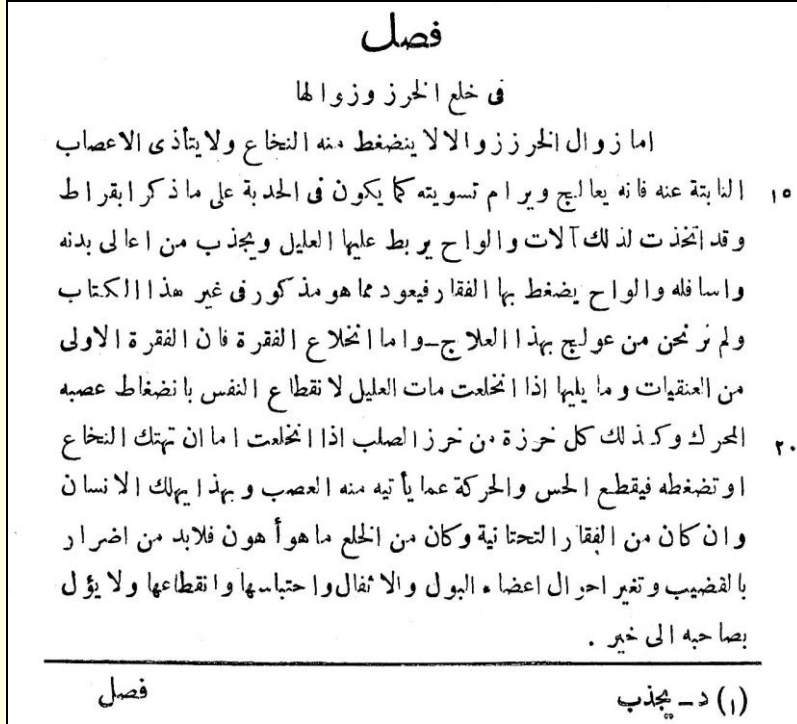 فصل
فى خلع الخرز وزوالها
اما زوال الخرز زوالا لا ينضغط منه النخاع ولا يتأذى الاعصاب
١٥ النابتة عنه فانه يعالج ويرام تسويته كما يكون فى الحدبة على ما ذكر ابقراط
وقد اتخذت لذلك آلات والواح يربط عليها العليل ويجذب من اعالى بدنه
واسافله والواح يضغط بها الفقار فيعود مما هو مذكور فى غير هذا الكتاب
ولم نر نحن من عولج بهذا العلاج ــ واما انخلاع الفقرة فان الفقرة الاولى
من العنقيات وما يليها اذا انخلعت مات العليل لانقطاع النفس بانضغاط عصبه
٢٠ المحرك وكذلك كل خرزة من خرز الصلب اذا انخلعت اما ان تهتك النخاع
او تضغطه فيقطع الحس والحركة عما يأتيه منه العصب وبهذا يهلك الانسان
وان كان من الفقار التحتانية وكان من الخلع ما هو أهون فلابد من اضرار
بالقضيب وتغير احوال اعضاء البول والاثفال واحتباسها وانقطاعها ولا يؤل
بصاحبه الى خير .
(١) د ــ يجذب فصل